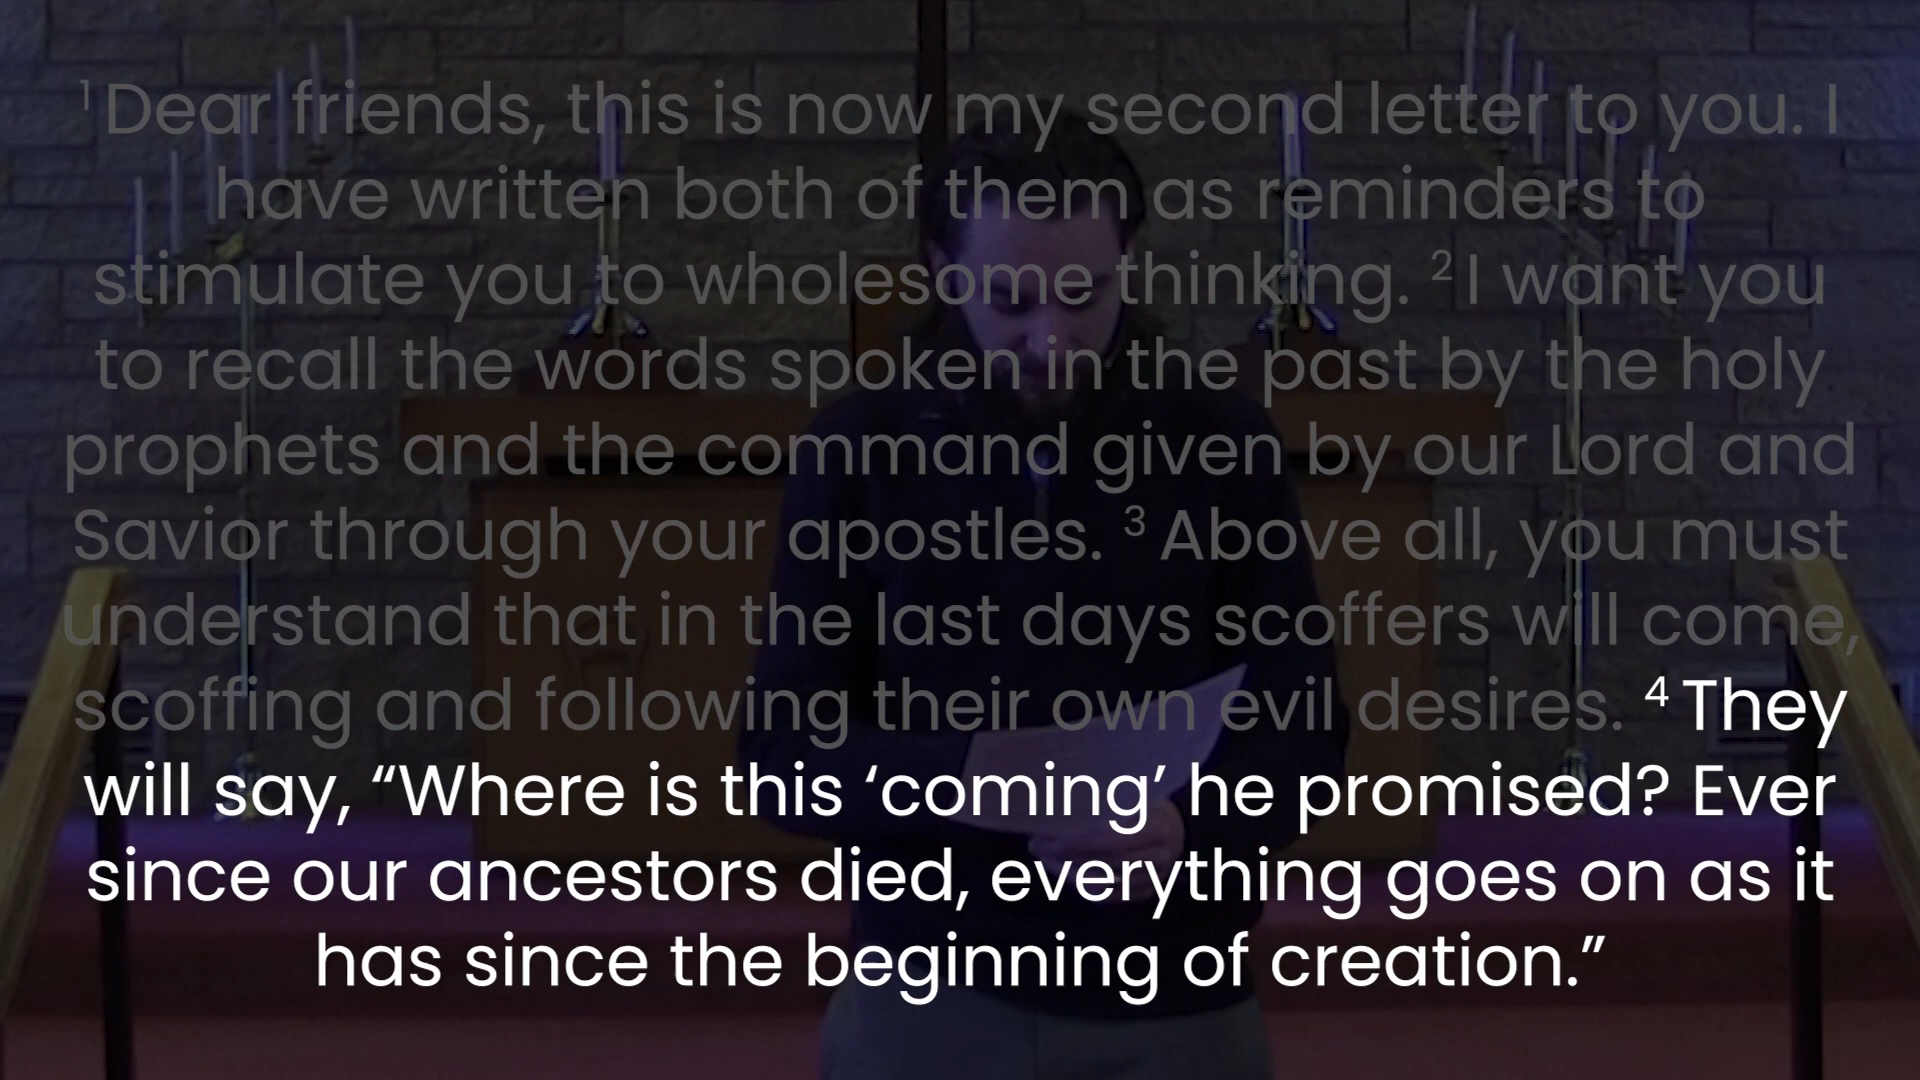 1 Dear friends, this is now my second letter to you. I
have written both of them as reminders to
stimulate you to wholesome thinking. 2 I want you
to recall the words spoken in the past by the holy
prophets and the command given by our Lord and
Savior through your apostles. 3 Above all, you must
understand that in the last days scoffers will come,
scoffing and following their own evil desires. 4 They
will say, “Where is this ‘coming’ he promised? Ever
since our ancestors died, everything goes on as it
has since the beginning of creation.”